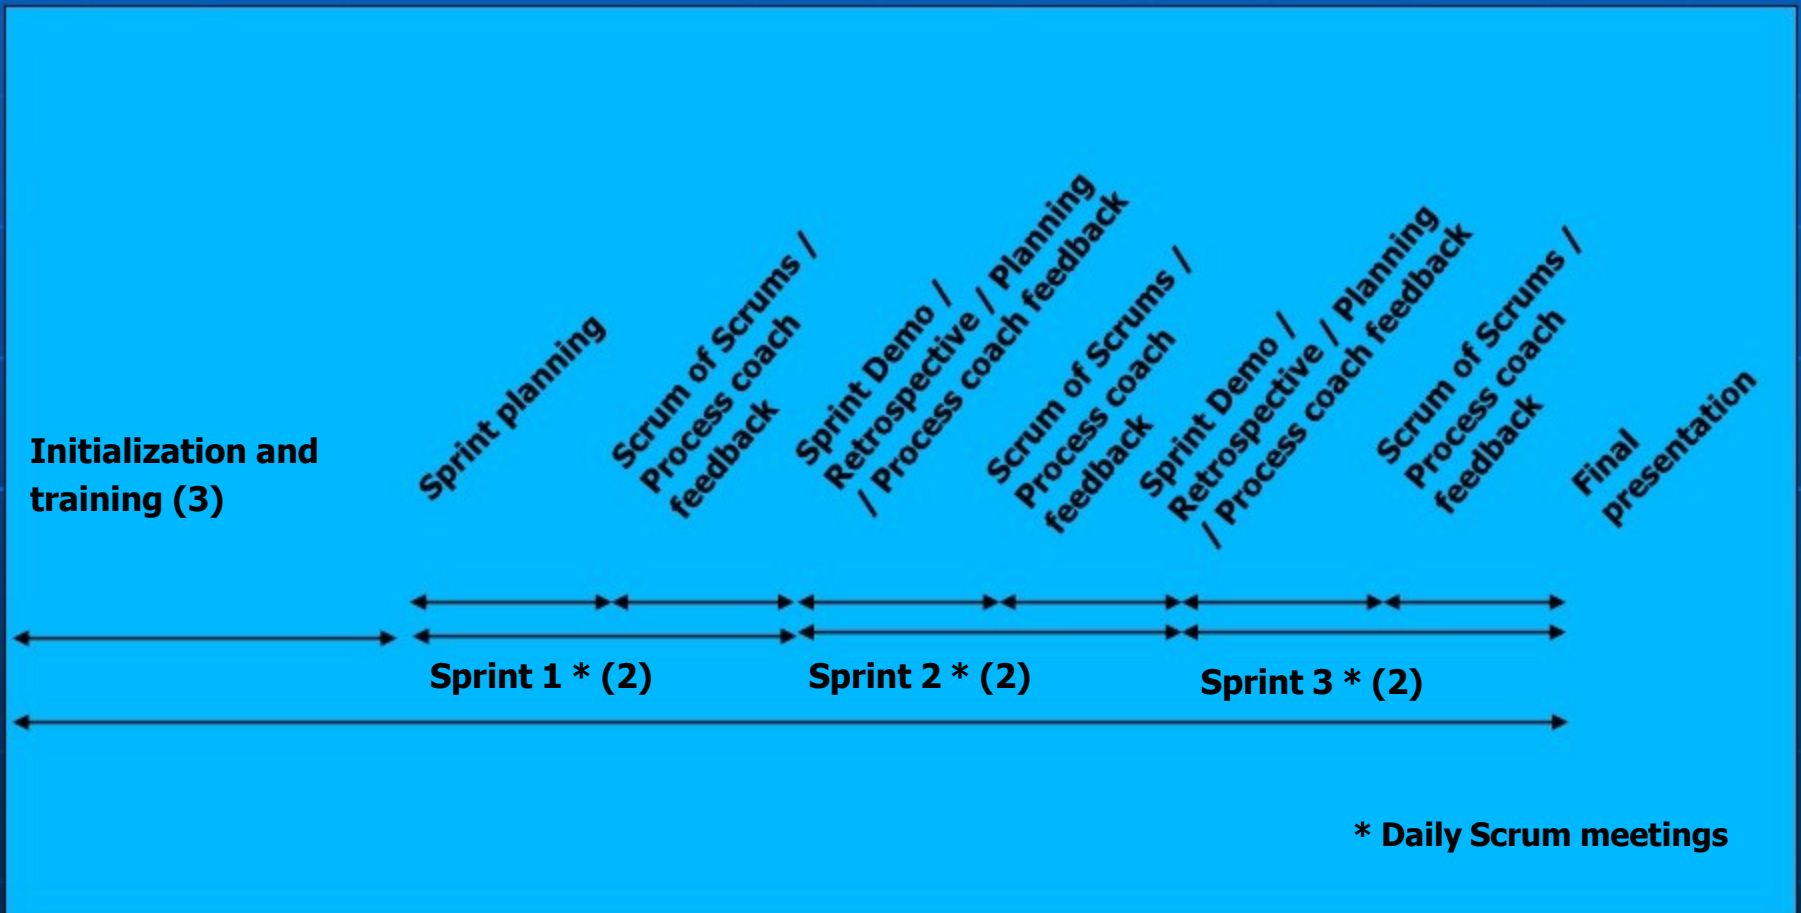 Initialization and
training (3)
Sprint planning
Scrum of Scrums /
Process coach
feedback
Sprint Demo /
Retrospective / Planning
/ Process coach feedback
Scrum of Scrums /
Process coach
feedback
Sprint Demo /
Retrospective / Planning
/ Process coach feedback
Scrum of Scrums /
Process coach
feedback
Final
presentation
Sprint 1 * (2)
Sprint 2 * (2)
Sprint 3 * (2)
* Daily Scrum meetings